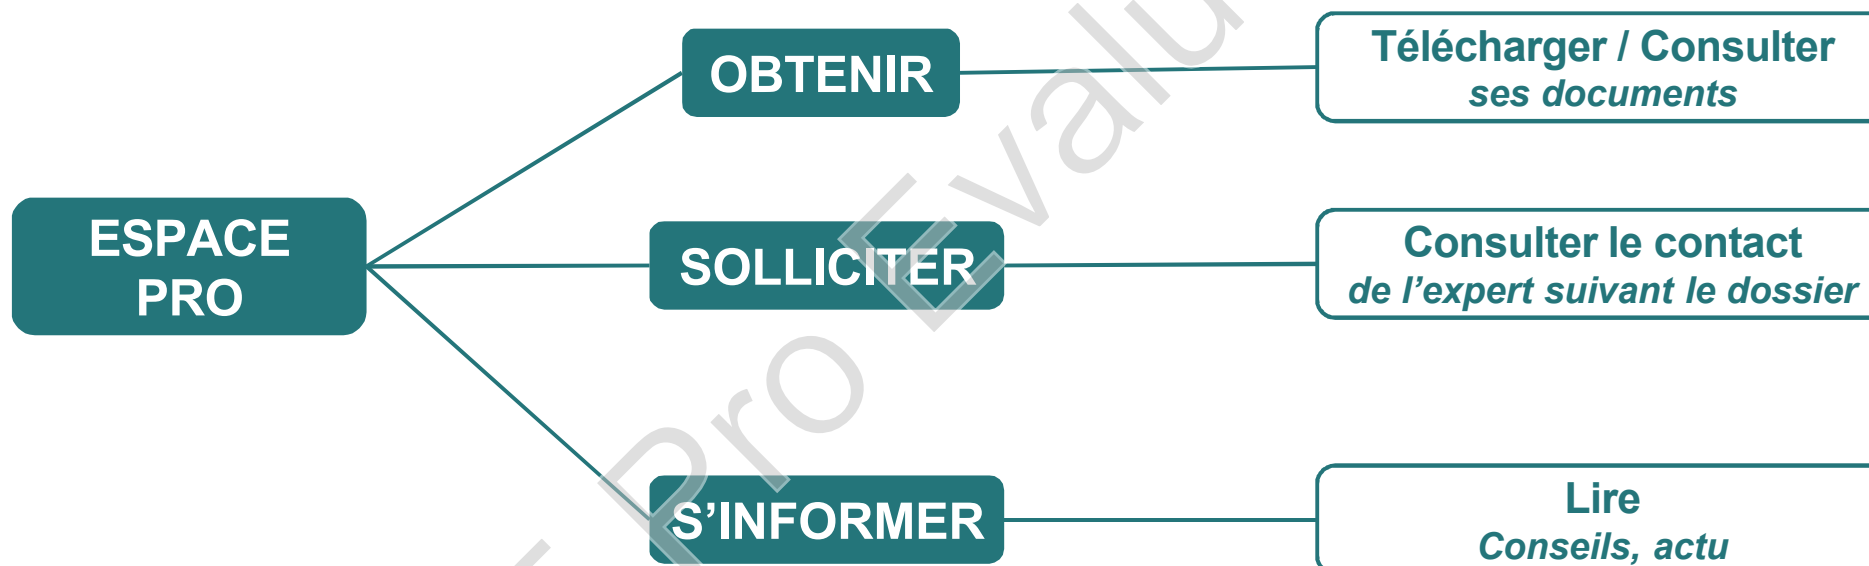 ESPACE
PRO
OBTENIR
Télécharger / Consulter
ses documents
SOLLICITER
Consulter le contact
de l’expert suivant le dossier
S’INFORMER
Lire
Conseils, actu
Pro Evalu